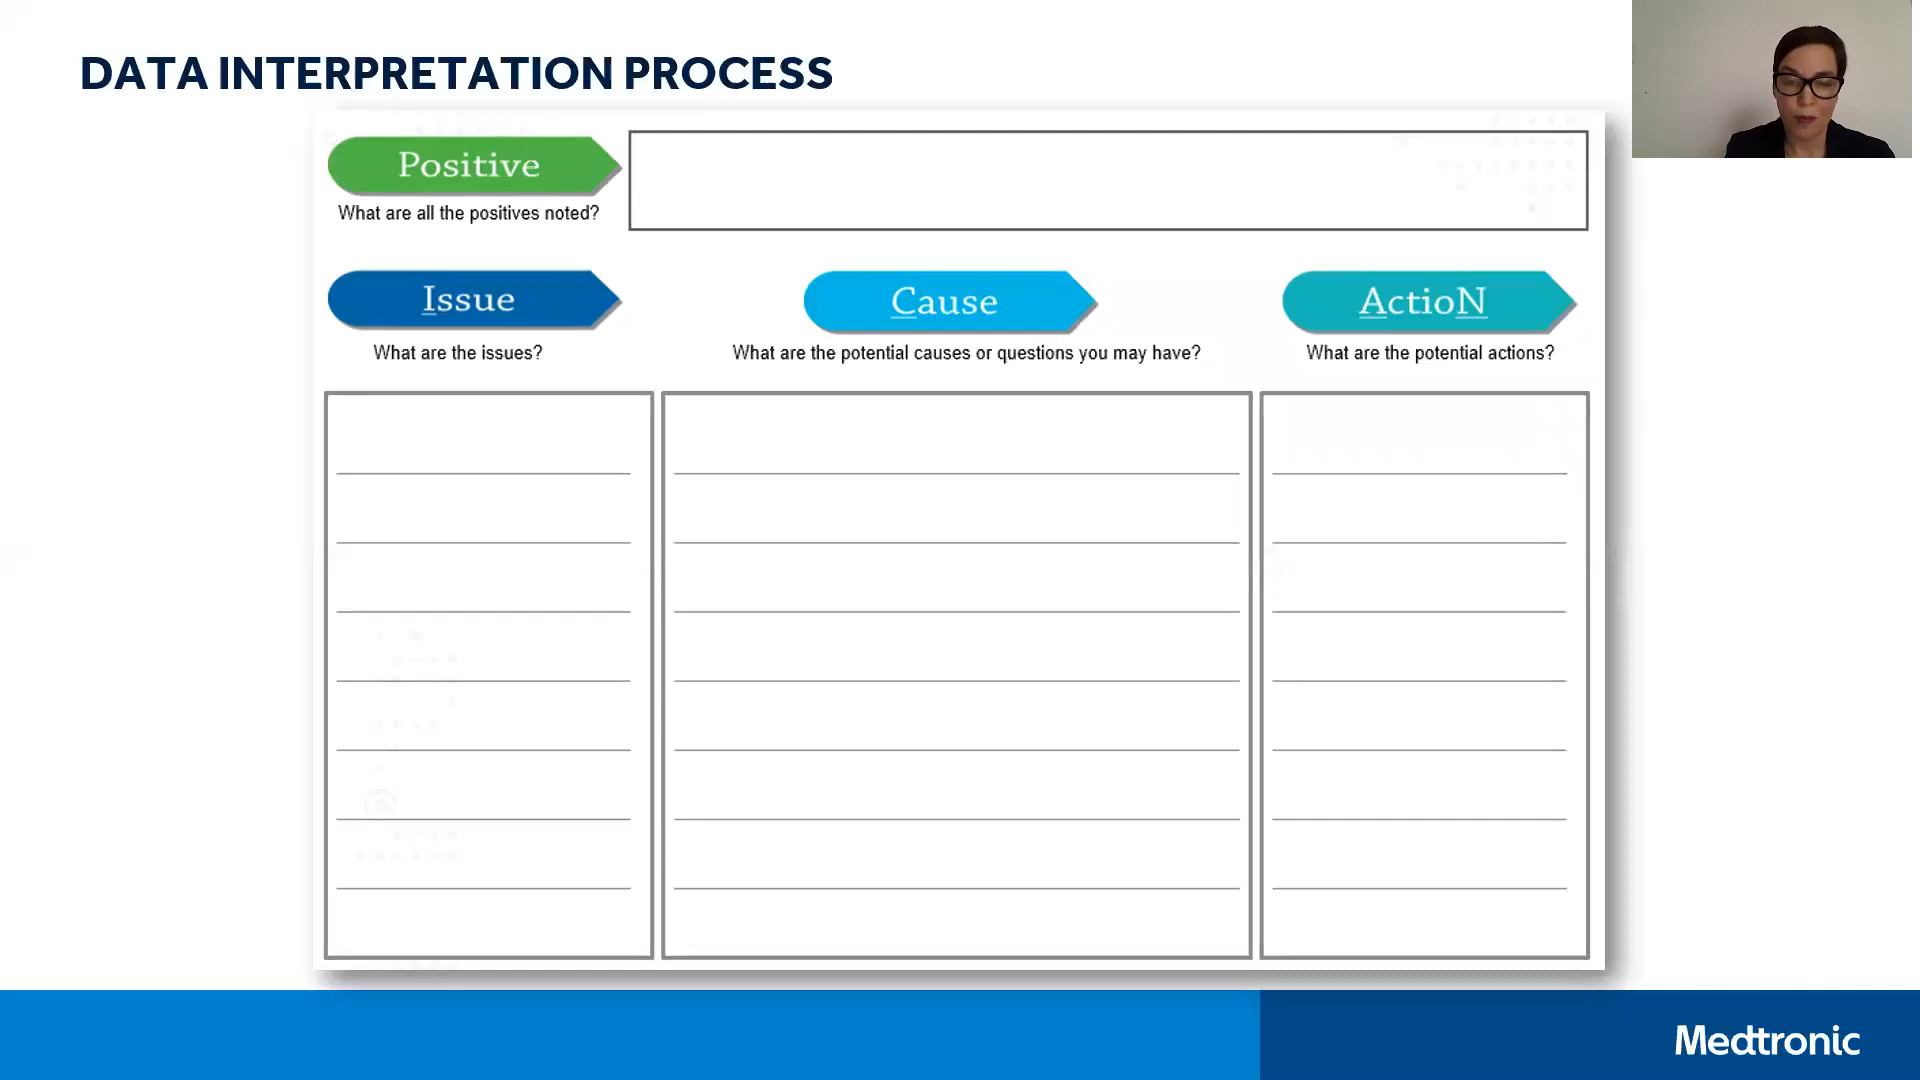 DATA INTERPRETATION PROCESS
Positive
What are all the positives noted?
Issue
What are the issues?
Cause
What are the potential causes or questions you may have?
ActioN
What are the potential actions?
Medtronic